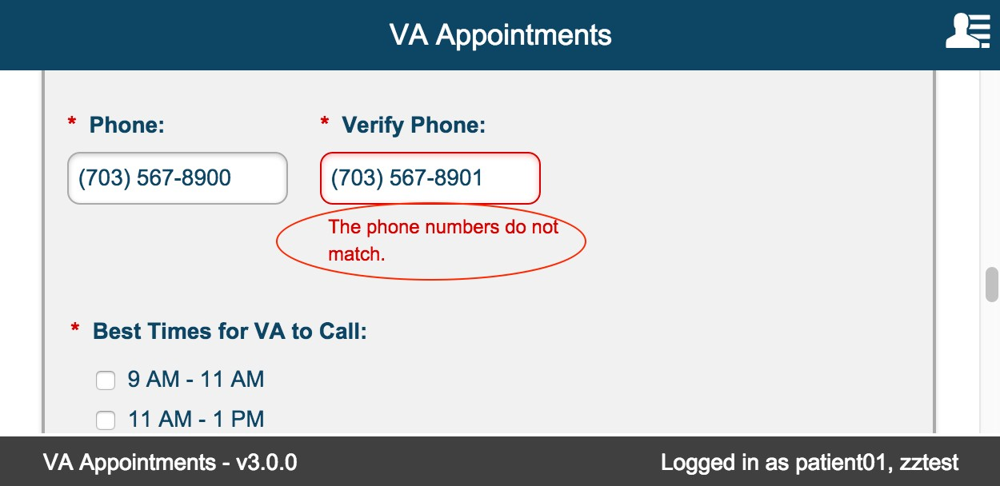 VA Appointments
* Phone: * Verify Phone:
(703) 567-8900 (703) 567-8901
The phone numbers do not
match.
* Best Times for VA to Call:
9 AM - 11 AM
11 AM - 1 PM
VA Appointments - v3.0.0 Logged in as patient01, zztest